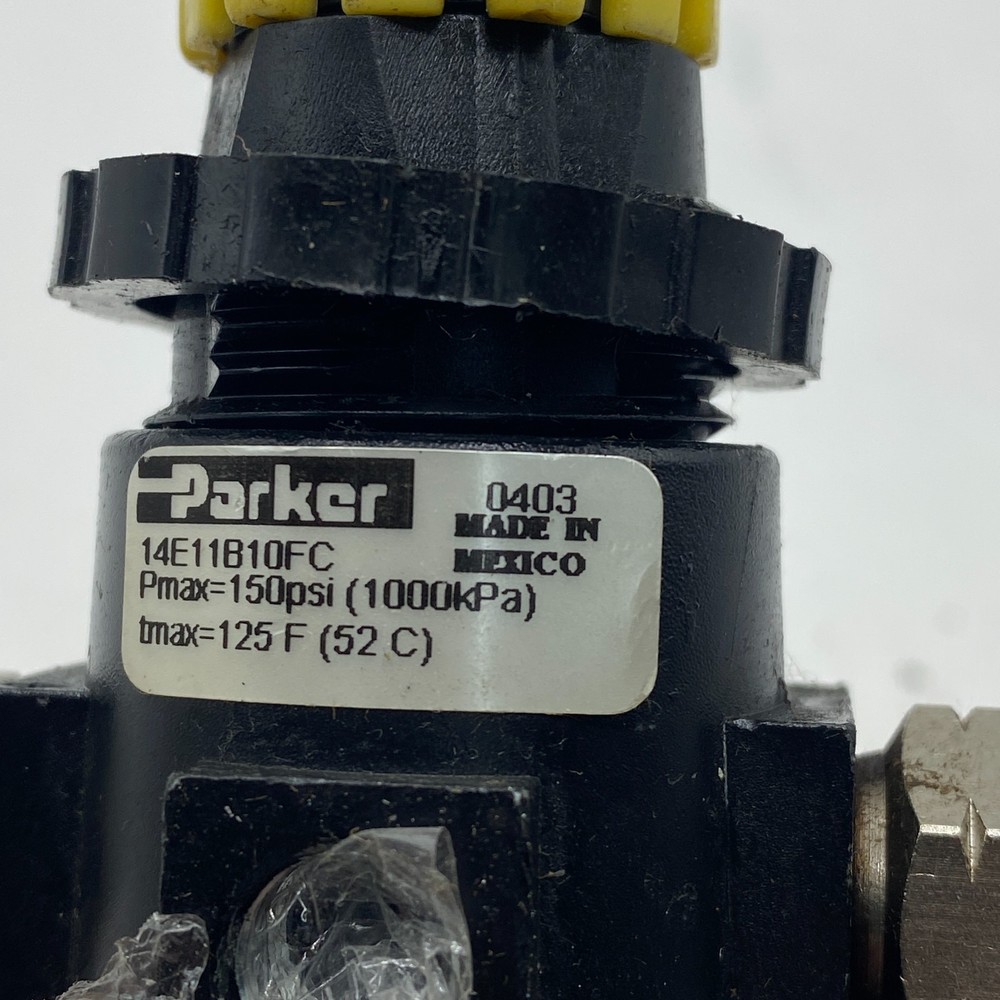 Parker
0403
MADE IN
MEXICO
14E11B10FC
Pmax=150psi (1000kPa)
tmax=125 F (52 C)